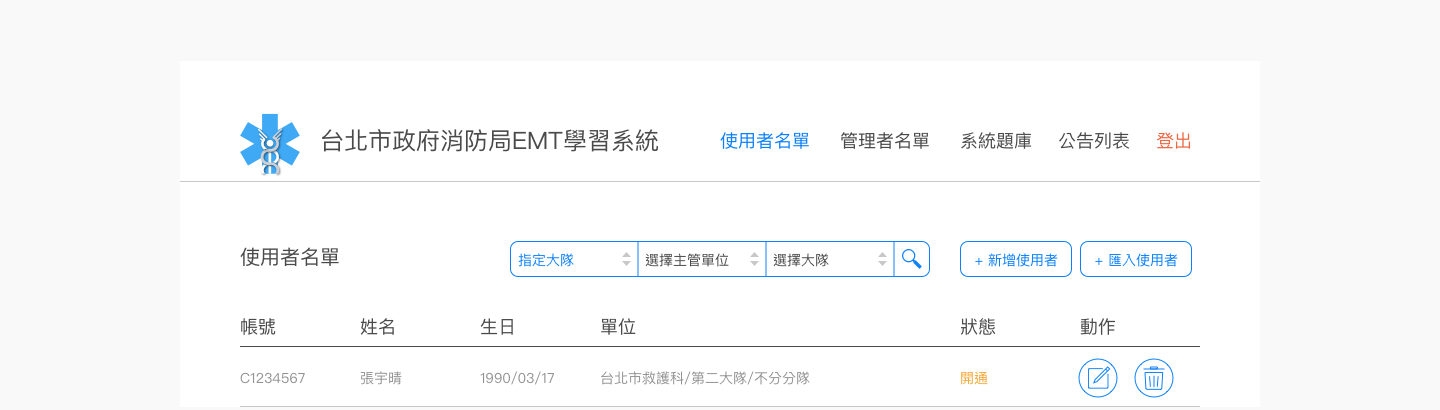 台北市政府消防局EMT學習系統 使用者名單 管理者名單 系統題庫 公告列表 登出
使用者名單 指定大隊 選擇主管單位 選擇大隊 + 新增使用者 + 匯入使用者
帳號 姓名 生日 單位 狀態 動作
C1234567 張宇晴 1990/03/17 台北市救護科/第二大隊/不分分隊 開通